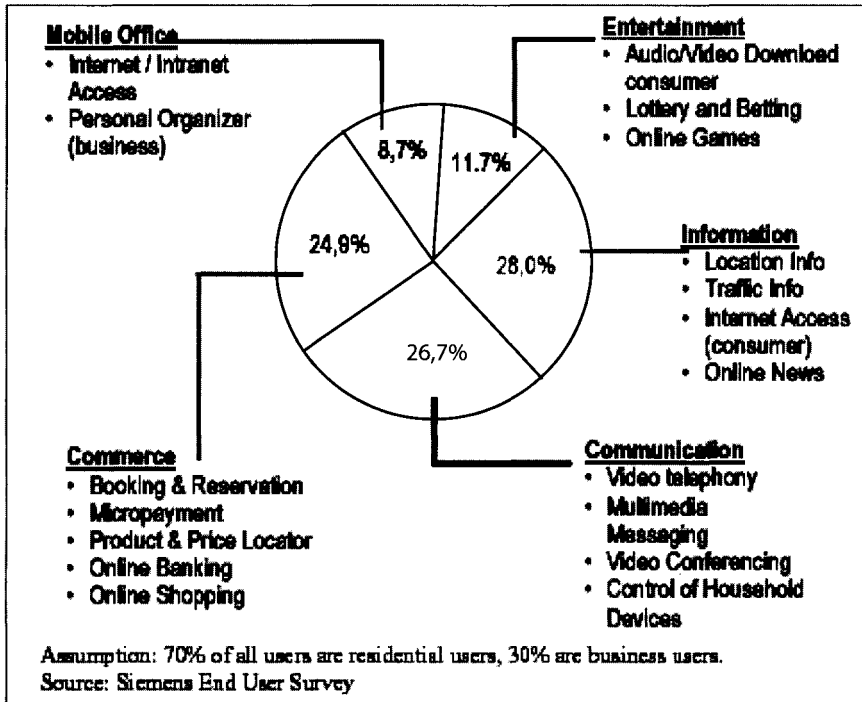 Mobile Office
• Internet / Intranet
Access
• Personal Organizer
(business)
Entertainment
• Audio/Video Download
consumer
• Lottery and Betting
• Online Games
8,7%
11.7%
24,9%
28,0%
26,7%
Information
• Location Info
• Traffic Info
• Internet Access
(consumer)
• Online News
Commerce
• Booking & Reservation
• Micropayment
• Product & Price Locator
• Online Banking
• Online Shopping
Communication
• Video telephony
• Multimedia
Messaging
• Video Conferencing
• Control of Household
Devices
Assumption: 70% of all users are residential users, 30% are business users.
Source: Siemens End User Survey